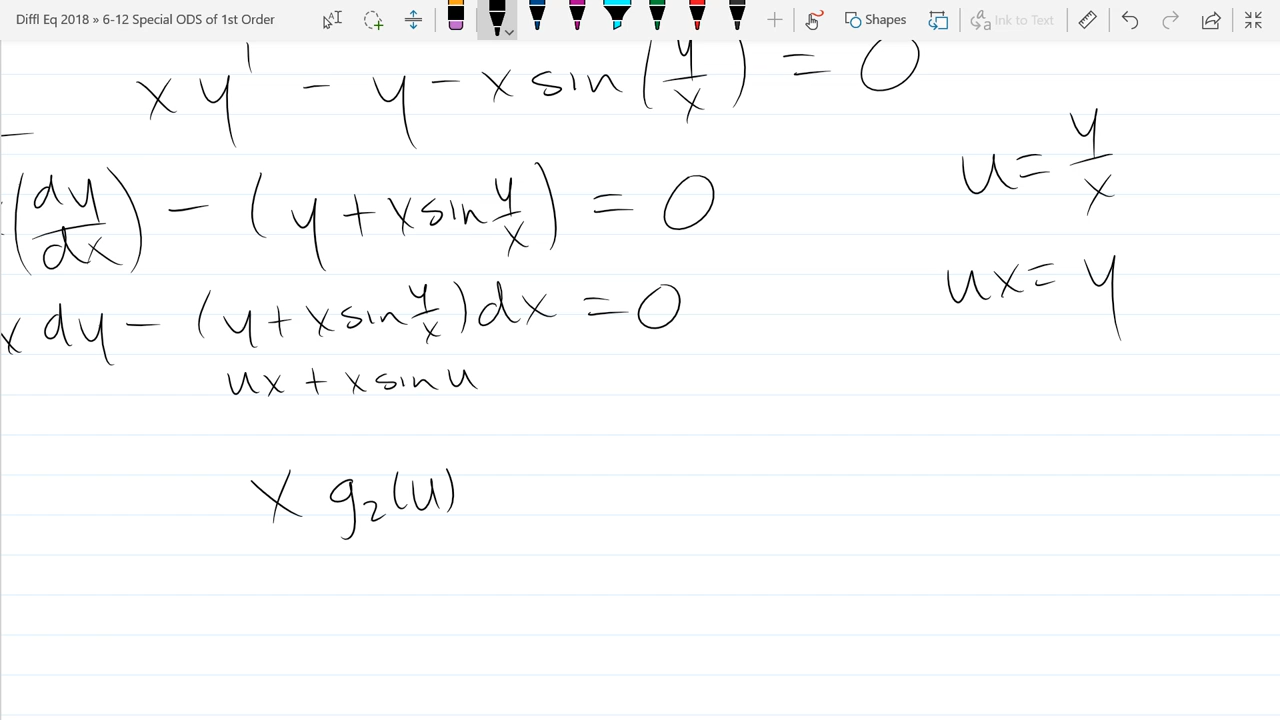 Diffl Eq 2018 » 6-12 Special ODS of 1st Order
Shapes
Ink to Text
xy' - y - x sin(y/x) = 0
(dy/dx) - (y + x sin y/x) = 0
x dy - (y + x sin y/x) dx = 0
ux + x sin u
x g₂(u)
u = y/x
ux = y